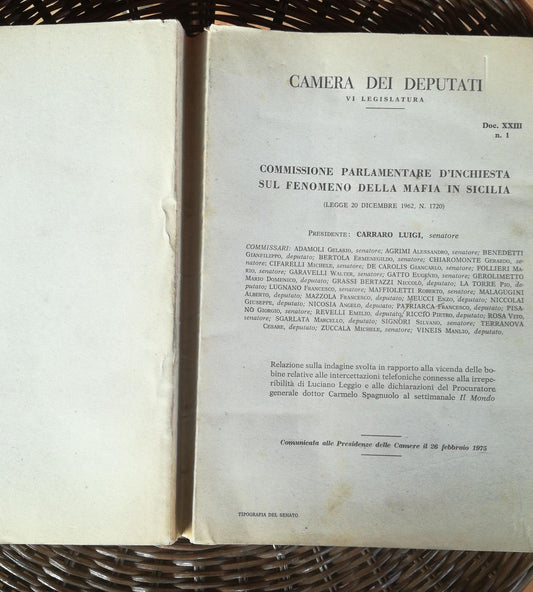 CAMERA DEI DEPUTATI
VI LEGISLATURA
Doc. XXIII
n. 1
COMMISSIONE PARLAMENTARE D'INCHIESTA
SUL FENOMENO DELLA MAFIA IN SICILIA
(LEGGE 20 DICEMBRE 1962, N. 1720)
PRESIDENTE: CARRARO LUIGI, senatore
COMMISSARI: ADAMOLI GELASIO, senatore; AGRIMI ALESSANDRO, senatore; BENEDETTI
GIANFILIPPO, deputato; BERTOLA ERMENEGILDO, senatore; CHIAROMONTE GERARDO, se-
natore; CIFARELLI MICHELE, senatore; DE CAROLIS GIANCARLO, senatore; FOLLIERI MA-
RIO, senatore; GARAVELLI WALTER, senatore; GATTO EUGENIO, senatore; GEROLIMETTO
MARIO DOMENICO, deputato; GRASSI BERTAZZI NICCOLÒ, deputato; LA TORRE PIO, de-
putato; LUGNANO FRANCESCO, senatore; MAFFIOLETTI ROBERTO, senatore; MALAGUGINI
ALBERTO, deputato; MAZZOLA FRANCESCO, deputato; MEUCCI ENZO, deputato; NICCOLAI
GIUSEPPE, deputato; NICOSIA ANGELO, deputato; PATRIARCA FRANCESCO, deputato; PISA-
NÒ GIORGIO, senatore; REVELLI EMILIO, deputato; RICCIO PIETRO, deputato; ROSA VITO,
senatore; SGARLATA MARCELLO, deputato; SIGNORI SILVANO, senatore; TERRANOVA
CESARE, deputato; ZUCCALA MICHELE, senatore; VINEIS MANLIO, deputato.
Relazione sulla indagine svolta in rapporto alla vicenda delle bo-
bine relative alle intercettazioni telefoniche connesse alla irrepe-
ribilità di Luciano Leggio e alle dichiarazioni del Procuratore
generale dottor Carmelo Spagnuolo al settimanale Il Mondo
Comunicata alle Presidenze delle Camere il 26 febbraio 1975
TIPOGRAFIA DEL SENATO